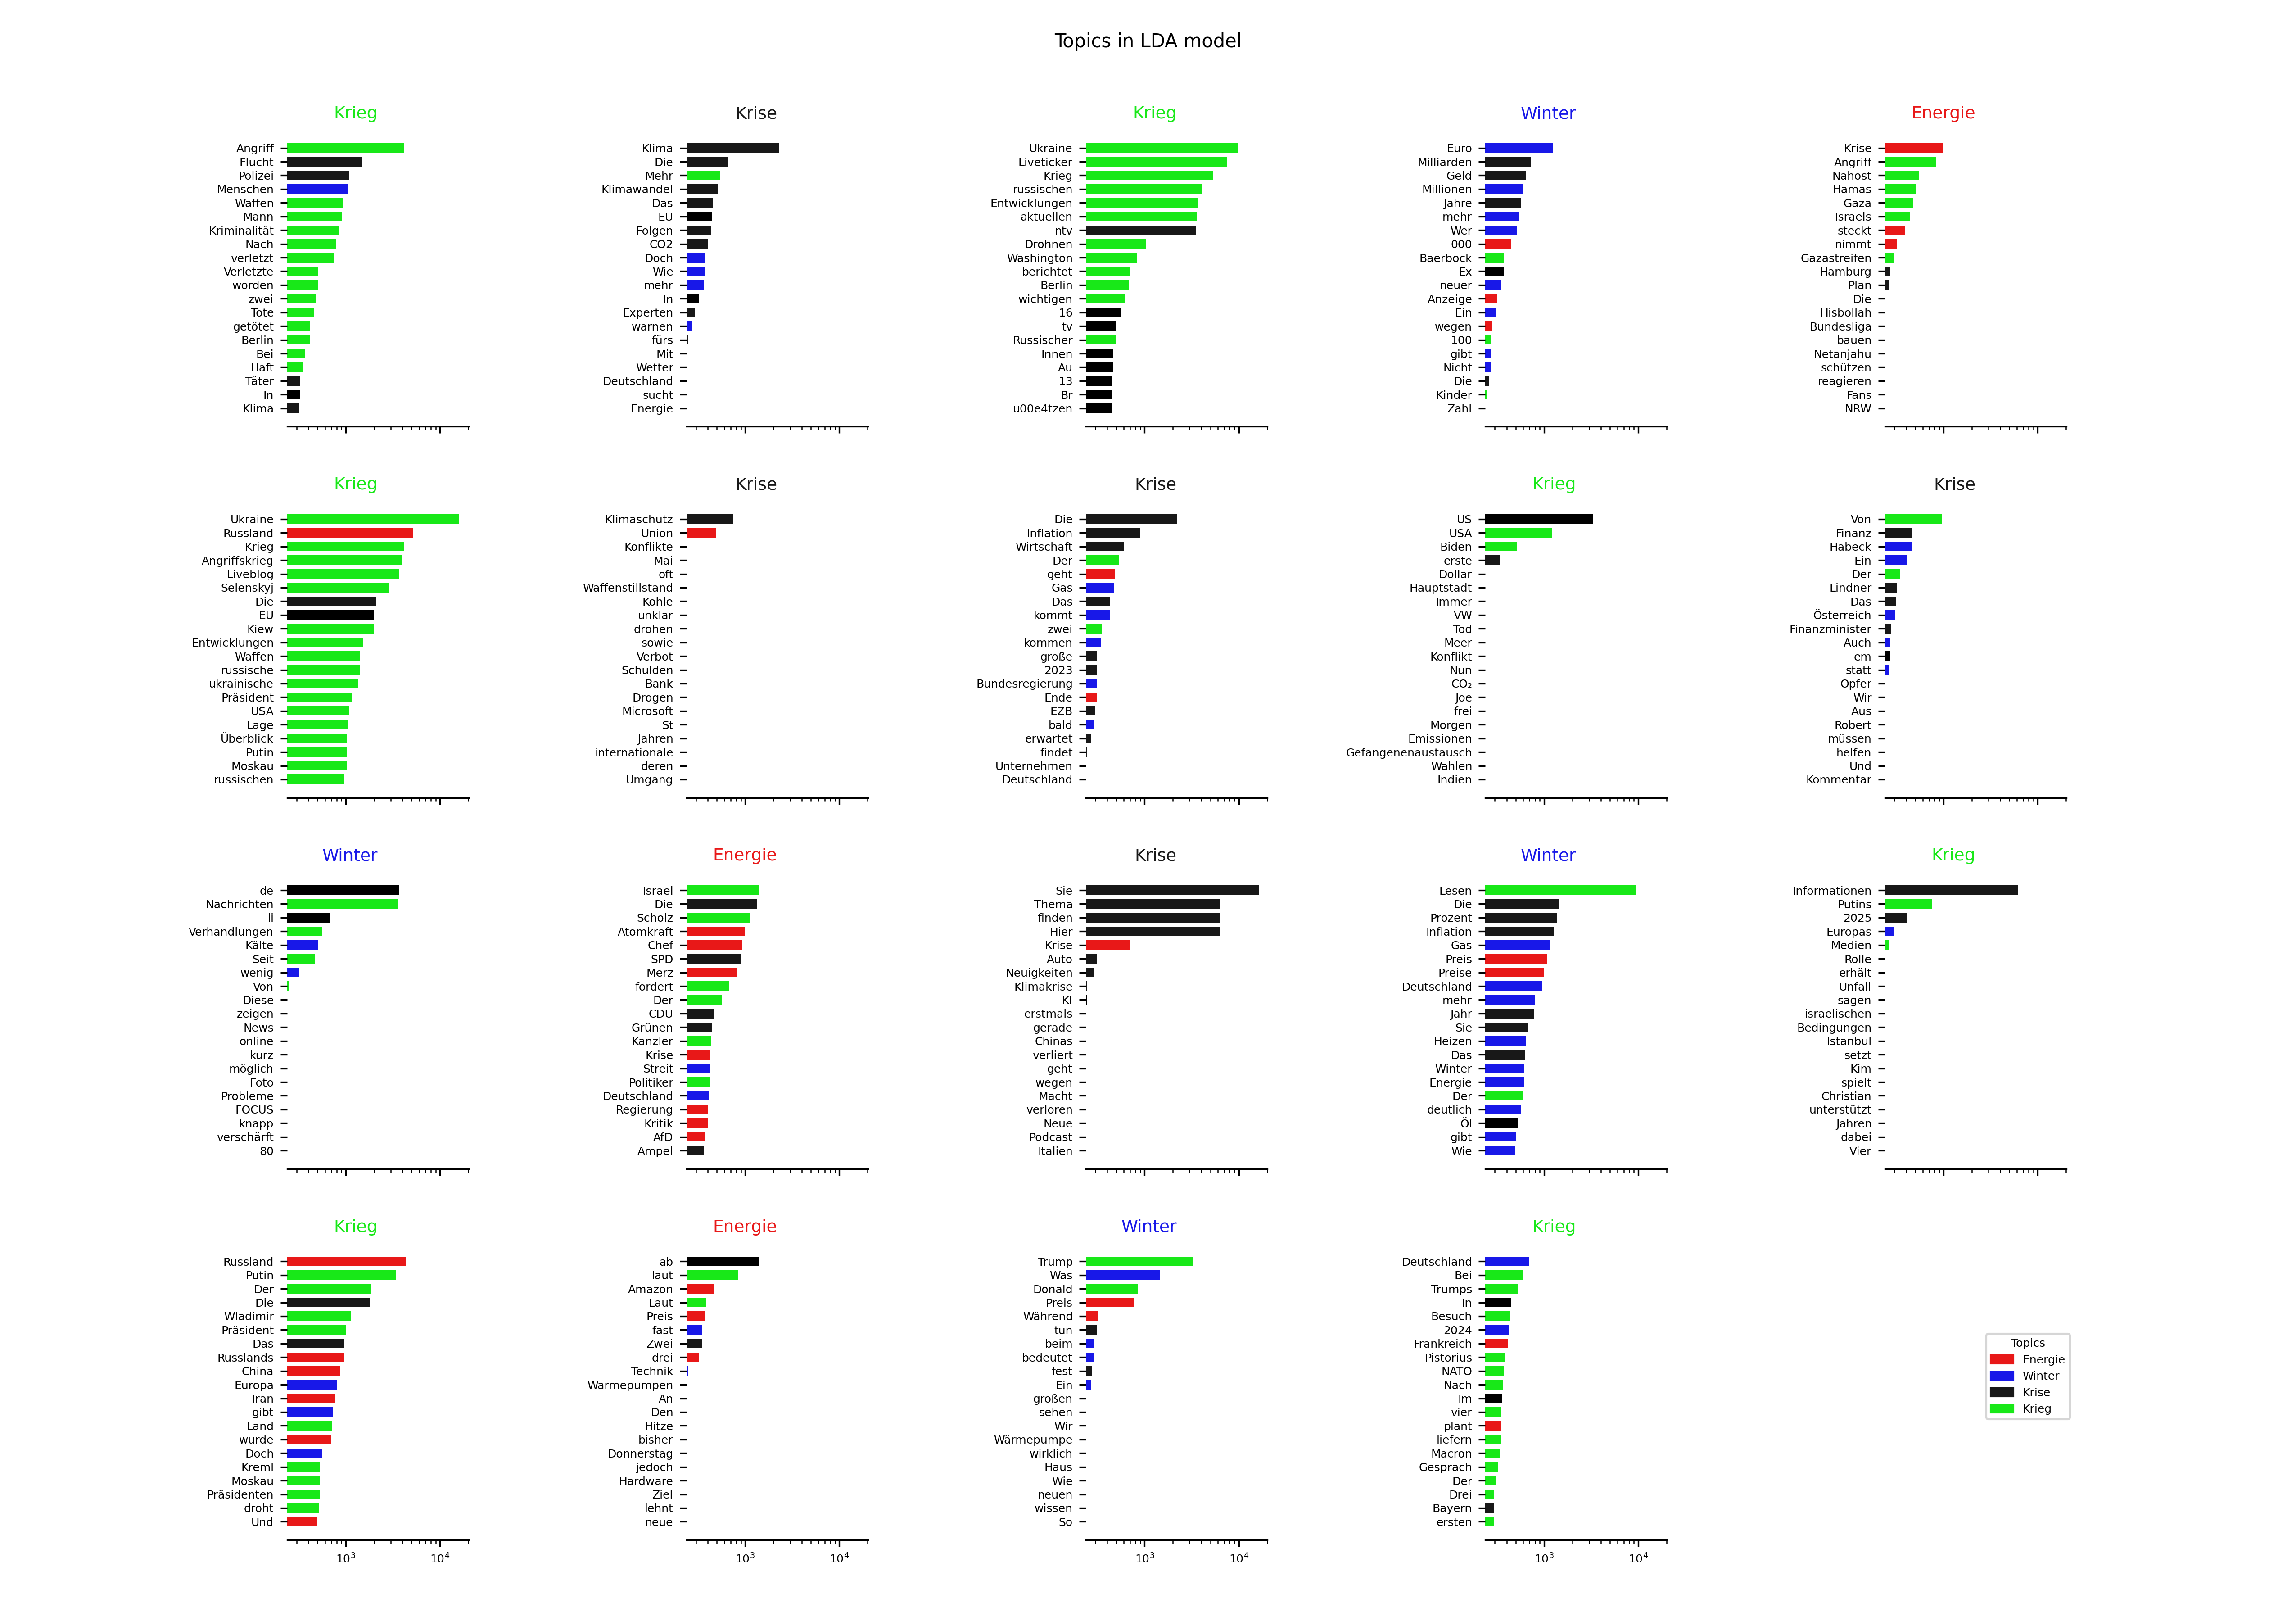 Topics in LDA model
Krieg
Angriff
Flucht
Polizei
Menschen
Waffen
Mann
Kriminalität
Nach
verletzt
Verletzte
worden
zwei
Tote
getötet
Berlin
Bei
Haft
Täter
In
Klima
Krise
Klima
Die
Mehr
Klimawandel
Das
EU
Folgen
CO2
Doch
Wie
mehr
In
Experten
warnen
fürs
Mit
Wetter
Deutschland
sucht
Energie
Krieg
Ukraine
Liveticker
Krieg
russischen
Entwicklungen
aktuellen
ntv
Drohnen
Washington
berichtet
Berlin
wichtigen
16
tv
Russischer
Innen
Au
13
Br
u00e4tzen
Winter
Euro
Milliarden
Geld
Millionen
Jahre
mehr
Wer
000
Baerbock
Ex
neuer
Anzeige
Ein
wegen
100
gibt
Nicht
Die
Kinder
Zahl
Energie
Krise
Angriff
Nahost
Hamas
Gaza
Israels
steckt
nimmt
Gazastreifen
Hamburg
Plan
Die
Hisbollah
Bundesliga
bauen
Netanjahu
schützen
reagieren
Fans
NRW
Krieg
Ukraine
Russland
Krieg
Angriffskrieg
Liveblog
Selenskyj
Die
EU
Kiew
Entwicklungen
Waffen
russische
ukrainische
Präsident
USA
Lage
Überblick
Putin
Moskau
russischen
Krise
Klimaschutz
Union
Konflikte
Mai
oft
Waffenstillstand
Kohle
unklar
drohen
sowie
Verbot
Schulden
Bank
Drogen
Microsoft
St
Jahren
internationale
deren
Umgang
Krise
Die
Inflation
Wirtschaft
Der
geht
Gas
Das
kommt
zwei
kommen
große
2023
Bundesregierung
Ende
EZB
bald
erwartet
findet
Unternehmen
Deutschland
Krieg
US
USA
Biden
erste
Dollar
Hauptstadt
Immer
VW
Tod
Meer
Konflikt
Nun
CO₂
Joe
frei
Morgen
Emissionen
Gefangenenaustausch
Wahlen
Indien
Krise
Von
Finanz
Habeck
Ein
Der
Lindner
Das
Österreich
Finanzminister
Auch
em
statt
Opfer
Wir
Aus
Robert
müssen
helfen
Und
Kommentar
Winter
de
Nachrichten
li
Verhandlungen
Kälte
Seit
wenig
Von
Diese
zeigen
News
online
kurz
möglich
Foto
Probleme
FOCUS
knapp
verschärft
80
Energie
Israel
Die
Scholz
Atomkraft
Chef
SPD
Merz
fordert
Der
CDU
Grünen
Kanzler
Krise
Streit
Politiker
Deutschland
Regierung
Kritik
AfD
Ampel
Krise
Sie
Thema
finden
Hier
Krise
Auto
Neuigkeiten
Klimakrise
KI
erstmals
gerade
Chinas
verliert
geht
wegen
Macht
verloren
Neue
Podcast
Italien
Winter
Lesen
Die
Prozent
Inflation
Gas
Preis
Preise
Deutschland
mehr
Jahr
Sie
Heizen
Das
Winter
Energie
Der
deutlich
Öl
gibt
Wie
Krieg
Informationen
Putins
2025
Europas
Medien
Rolle
erhält
Unfall
sagen
israelischen
Bedingungen
Istanbul
setzt
Kim
spielt
Christian
unterstützt
Jahren
dabei
Vier
Krieg
Russland
Putin
Der
Die
Wladimir
Präsident
Das
Russlands
China
Europa
Iran
gibt
Land
wurde
Doch
Kreml
Moskau
Präsidenten
droht
Und
10³ 10⁴
Energie
ab
laut
Amazon
Laut
Preis
fast
Zwei
drei
Technik
Wärmepumpen
An
Den
Hitze
bisher
Donnerstag
jedoch
Hardware
Ziel
lehnt
neue
10³ 10⁴
Winter
Trump
Was
Donald
Preis
Während
tun
beim
bedeutet
fest
Ein
großen
sehen
Wir
Wärmepumpe
wirklich
Haus
Wie
neuen
wissen
So
10³ 10⁴
Krieg
Deutschland
Bei
Trumps
In
Besuch
2024
Frankreich
Pistorius
NATO
Nach
Im
vier
plant
liefern
Macron
Gespräch
Der
Drei
Bayern
ersten
10³ 10⁴
Topics
Energie
Winter
Krise
Krieg